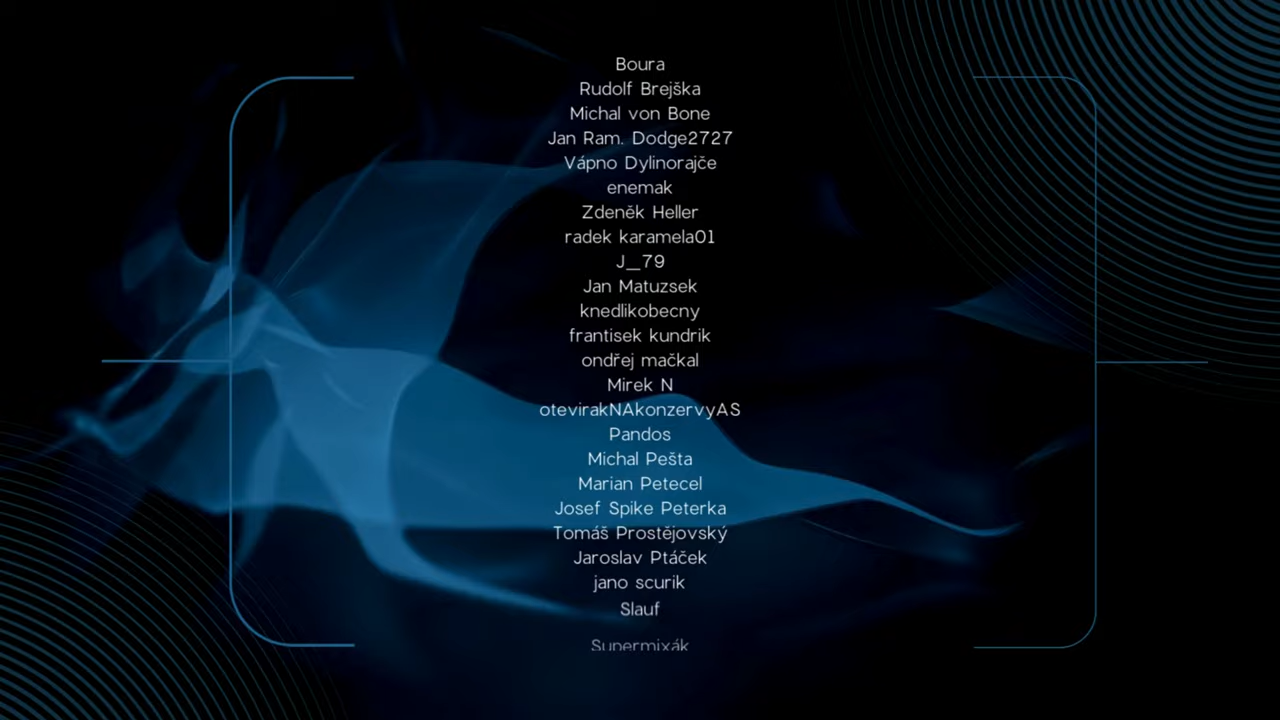 Boura
Rudolf Brejška
Michal von Bone
Jan Ram. Dodge2727
Vápno Dylinorajče
enemak
Zdeněk Heller
radek karamela01
J_79
Jan Matuzsek
knedlikobecny
frantisek kundrik
ondřej mačkal
Mirek N
otevirakNAkonzervyAS
Pandos
Michal Pešta
Marian Petecel
Josef Spike Peterka
Tomáš Prostějovský
Jaroslav Ptáček
jano scurik
Slauf
Supermixák